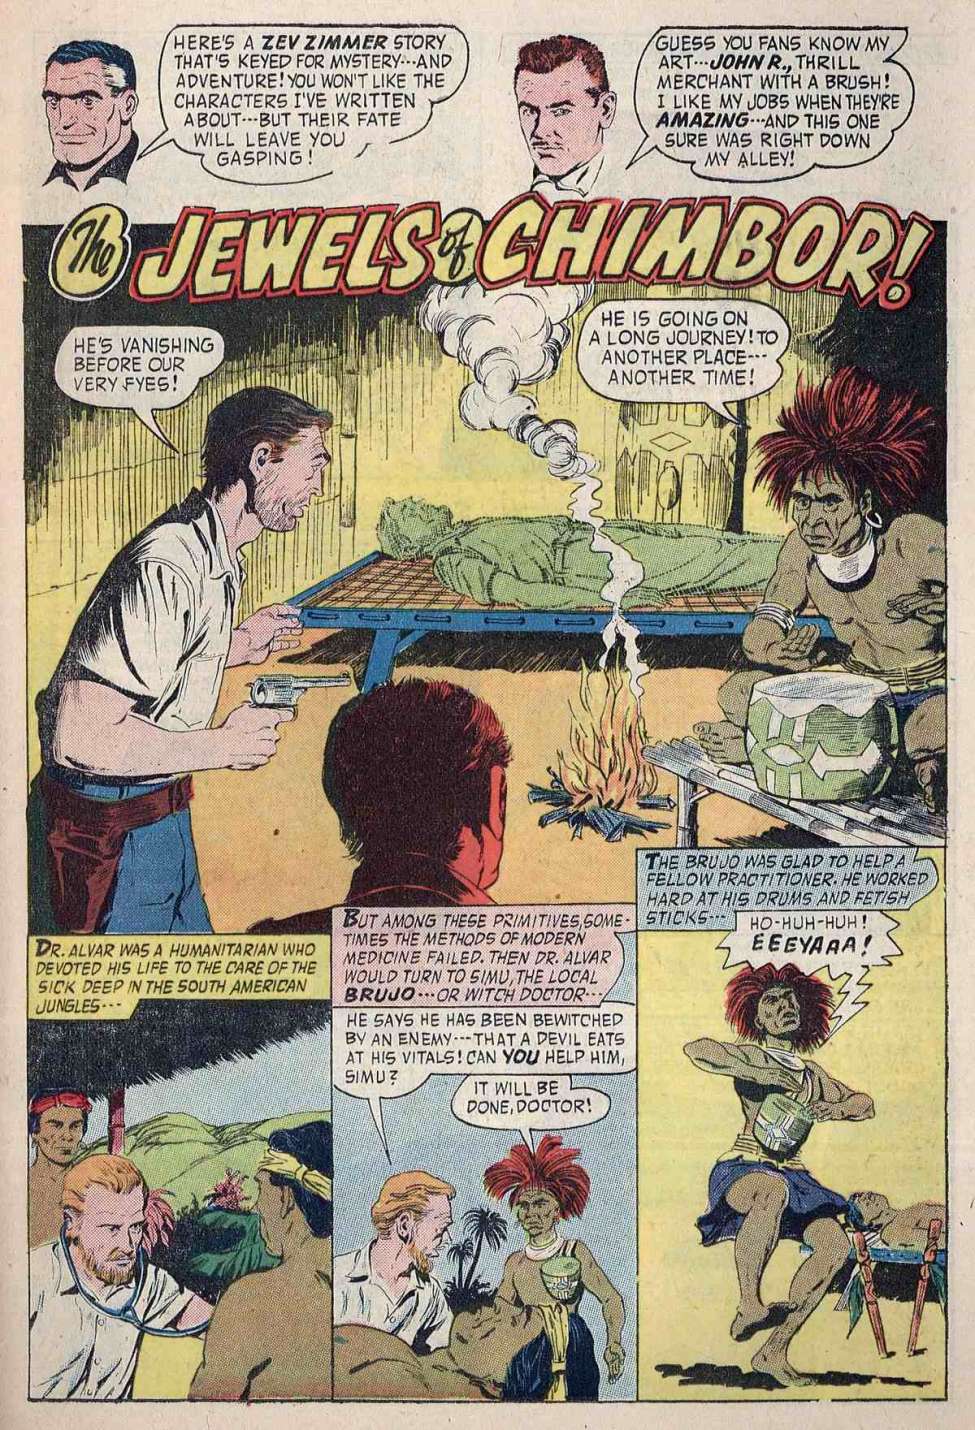 HERE'S A ZEV ZIMMER STORY
THAT'S KEYED FOR MYSTERY---AND
ADVENTURE! YOU WON'T LIKE THE
CHARACTERS I'VE WRITTEN
ABOUT---BUT THEIR FATE
WILL LEAVE YOU
GASPING!
GUESS YOU FANS KNOW MY
ART---JOHN R., THRILL
MERCHANT WITH A BRUSH!
I LIKE MY JOBS WHEN THEY'RE
AMAZING---AND THIS ONE
SURE WAS RIGHT DOWN
MY ALLEY!
The JEWELS of CHIMBOR!
HE'S VANISHING
BEFORE OUR
VERY EYES!
HE IS GOING ON
A LONG JOURNEY! TO
ANOTHER PLACE---
ANOTHER TIME!
DR. ALVAR WAS A HUMANITARIAN WHO
DEVOTED HIS LIFE TO THE CARE OF THE
SICK DEEP IN THE SOUTH AMERICAN
JUNGLES---
BUT AMONG THESE PRIMITIVES, SOME-
TIMES THE METHODS OF MODERN
MEDICINE FAILED. THEN DR. ALVAR
WOULD TURN TO SIMU, THE LOCAL
BRUJO---OR WITCH DOCTOR---
HE SAYS HE HAS BEEN BEWITCHED
BY AN ENEMY---THAT A DEVIL EATS
AT HIS VITALS! CAN YOU HELP HIM,
SIMU?
IT WILL BE
DONE, DOCTOR!
THE BRUJO WAS GLAD TO HELP A
FELLOW PRACTITIONER. HE WORKED
HARD AT HIS DRUMS AND FETISH
STICKS---
HO-HUH-HUH!
EEEYAAA!